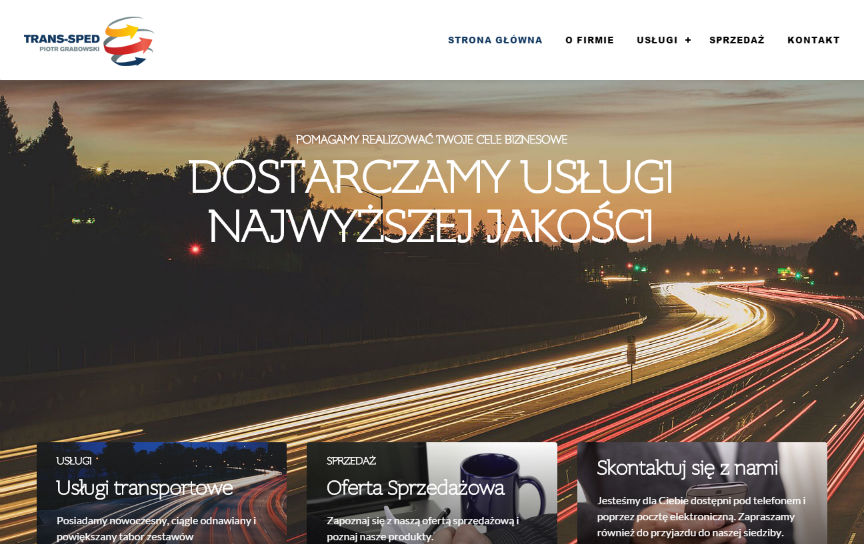 TRANS-SPED
PIOTR GRABOWSKI
STRONA GŁÓWNA
O FIRMIE
USŁUGI +
SPRZEDAŻ
KONTAKT
POMAGAMY REALIZOWAĆ TWOJE CELE BIZNESOWE
DOSTARCZAMY USŁUGI
NAJWYŻSZEJ JAKOŚCI
USŁUGI
Usługi transportowe
Posiadamy nowoczesny, ciągle odnawiany i
powiększany tabor zestawów
SPRZEDAŻ
Oferta Sprzedażowa
Zapoznaj się z naszą ofertą sprzedażową i
poznaj nasze produkty.
Skontaktuj się z nami
Jesteśmy dla Ciebie dostępni pod telefonem i
poprzez pocztę elektroniczną. Zapraszamy
również do przyjazdu do naszej siedziby.